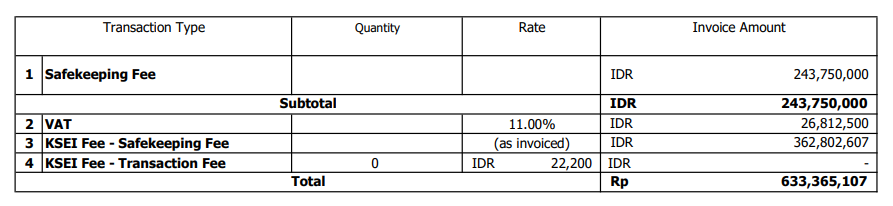 Transaction Type Quantity Rate Invoice Amount
1 Safekeeping Fee IDR 243,750,000
Subtotal IDR 243,750,000
2 VAT 11.00% IDR 26,812,500
3 KSEI Fee - Safekeeping Fee (as invoiced) IDR 362,802,607
4 KSEI Fee - Transaction Fee 0 IDR 22,200 IDR -
Total Rp 633,365,107